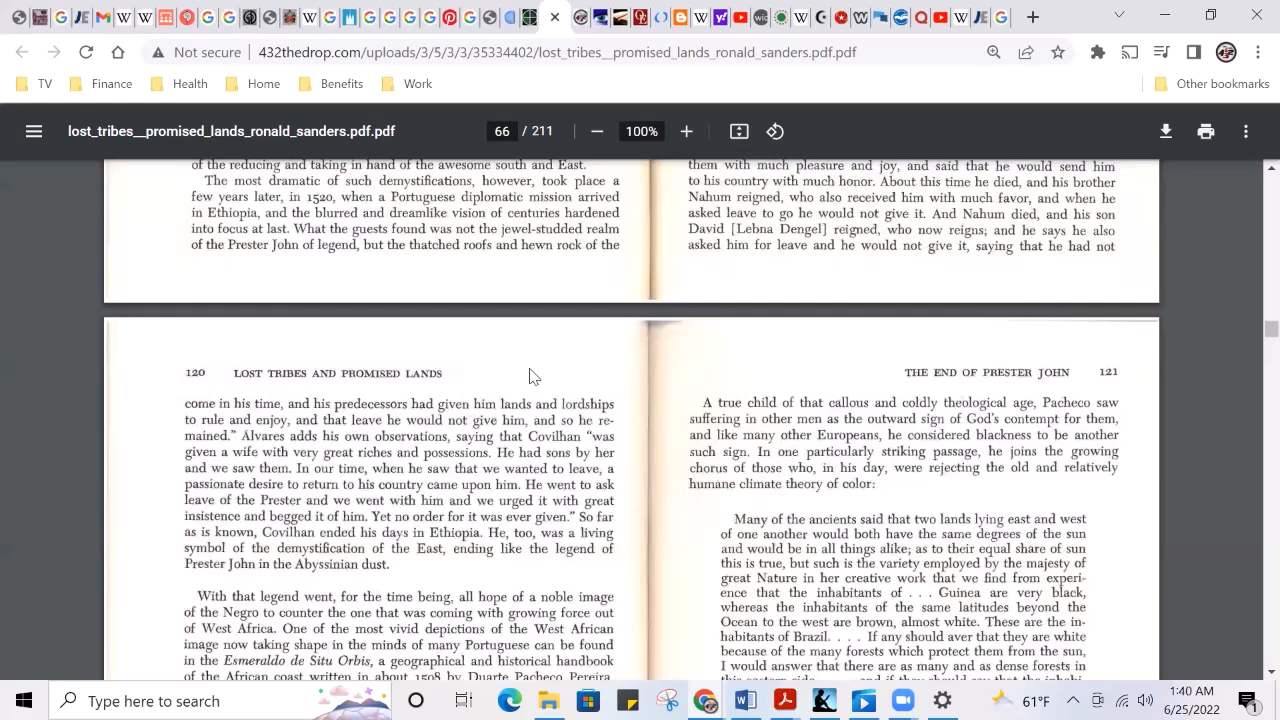 Not secure
432thedrop.com/uploads/3/5/3/3/35334402/lost_tribes__promised_lands_ronald_sanders.pdf.pdf
TV
Finance
Health
Home
Benefits
Work
Other bookmarks
lost_tribes__promised_lands_ronald_sanders.pdf.pdf
66 / 211
100%
of the reducing and taking in hand of the awesome south and East.
The most dramatic of such demystifications, however, took place a
few years later, in 1520, when a Portuguese diplomatic mission arrived
in Ethiopia, and the blurred and dreamlike vision of centuries hardened
into focus at last. What the guests found was not the jewel-studded realm
of the Prester John of legend, but the thatched roofs and hewn rock of the
them with much pleasure and joy, and said that he would send him
to his country with much honor. About this time he died, and his brother
Nahum reigned, who also received him with much favor, and when he
asked leave to go he would not give it. And Nahum died, and his son
David [Lebna Dengel] reigned, who now reigns; and he says he also
asked him for leave and he would not give it, saying that he had not
120 LOST TRIBES AND PROMISED LANDS
come in his time, and his predecessors had given him lands and lordships
to rule and enjoy, and that leave he would not give him, and so he re-
mained." Alvares adds his own observations, saying that Covilhan "was
given a wife with very great riches and possessions. He had sons by her
and we saw them. In our time, when he saw that we wanted to leave, a
passionate desire to return to his country came upon him. He went to ask
leave of the Prester and we went with him and we urged it with great
insistence and begged it of him. Yet no order for it was ever given." So far
as is known, Covilhan ended his days in Ethiopia. He, too, was a living
symbol of the demystification of the East, ending like the legend of
Prester John in the Abyssinian dust.
With that legend went, for the time being, all hope of a noble image
of the Negro to counter the one that was coming with growing force out
of West Africa. One of the most vivid depictions of the West African
image now taking shape in the minds of many Portuguese can be found
in the Esmeraldo de Situ Orbis, a geographical and historical handbook
of the African coast written in about 1508 by Duarte Pacheco Pereira.
THE END OF PRESTER JOHN 121
A true child of that callous and coldly theological age, Pacheco saw
suffering in other men as the outward sign of God's contempt for them,
and like many other Europeans, he considered blackness to be another
such sign. In one particularly striking passage, he joins the growing
chorus of those who, in his day, were rejecting the old and relatively
humane climate theory of color:
Many of the ancients said that two lands lying east and west
of one another would both have the same degrees of the sun
and would be in all things alike; as to their equal share of sun
this is true, but such is the variety employed by the majesty of
great Nature in her creative work that we find from experi-
ence that the inhabitants of . . . Guinea are very black,
whereas the inhabitants of the same latitudes beyond the
Ocean to the west are brown, almost white. These are the in-
habitants of Brazil. . . . If any should aver that they are white
because of the many forests which protect them from the sun,
I would answer that there are as many and as dense forests in
Type here to search
61°F
1:40 AM
6/25/2022